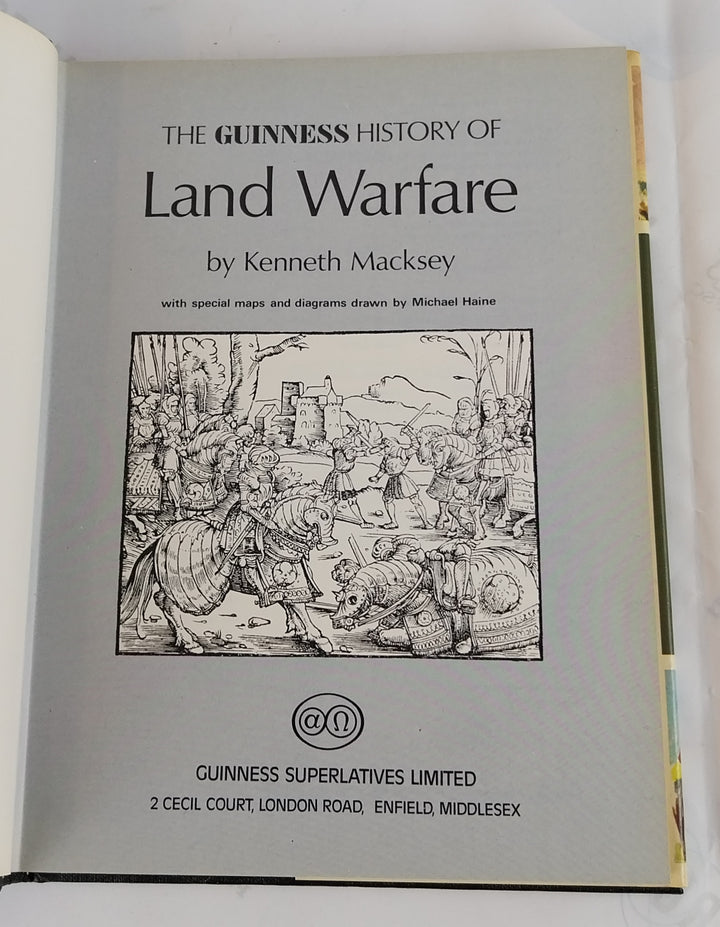 THE GUINNESS HISTORY OF
Land Warfare
by Kenneth Macksey
with special maps and diagrams drawn by Michael Haine
αΩ
GUINNESS SUPERLATIVES LIMITED
2 CECIL COURT, LONDON ROAD, ENFIELD, MIDDLESEX